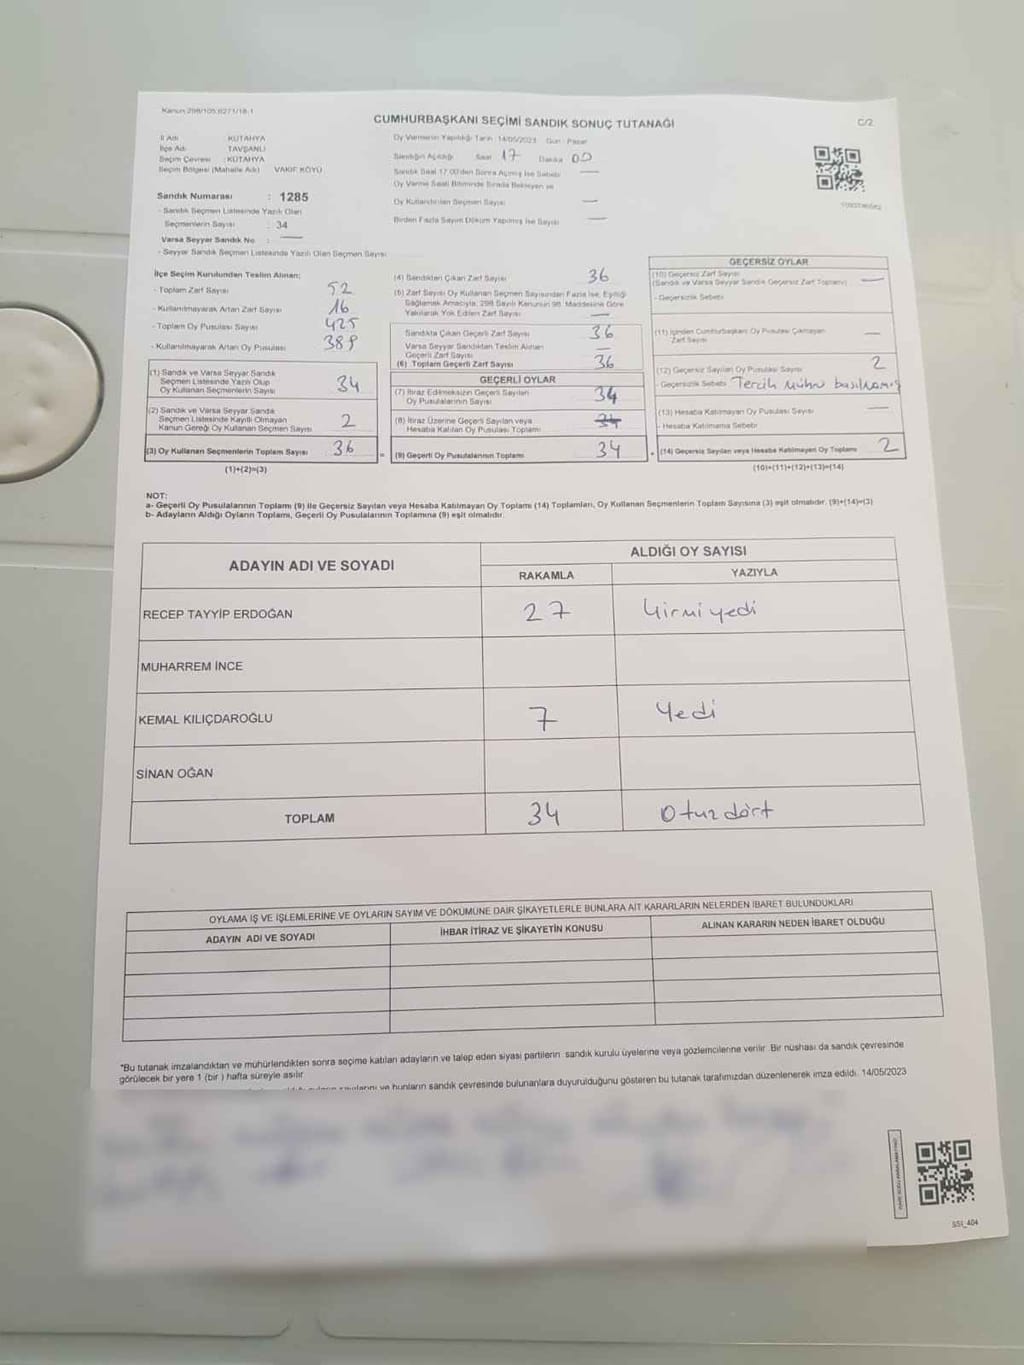 Kanun 298/105;6271/18-1
CUMHURBAŞKANI SEÇİMİ SANDIK SONUÇ TUTANAĞI
C/2
İl Adı : KÜTAHYA
İlçe Adı : TAVŞANLI
Seçim Çevresi : KÜTAHYA
Seçim Bölgesi (Mahalle Adı) VAKIF KÖYÜ
Sandık Numarası : 1285
- Sandık Seçmen Listesinde Yazılı Olan
Seçmenlerin Sayısı : 34
Varsa Seyyar Sandık No :
- Seyyar Sandık Seçmen Listesinde Yazılı Olan Seçmen Sayısı
Oy Vermenin Yapıldığı Tarih : 14/05/2023 Gün : Pazar
Sandığın Açıldığı Saat 17 Dakika 00
Sandık Saat 17.00'den Sonra Açılmış İse Sebebi
Oy Verme Saati Bitiminde Sırada Bekleyen ve
Oy Kullandırılan Seçmen Sayısı
Birden Fazla Sayım Döküm Yapılmış İse Sayısı
İlçe Seçim Kurulundan Teslim Alınan;
- Toplam Zarf Sayısı 52
- Kullanılmayarak Artan Zarf Sayısı 16
- Toplam Oy Pusulası Sayısı 425
- Kullanılmayarak Artan Oy Pusulası 389
(1) Sandık ve Varsa Seyyar Sandık
Seçmen Listesinde Yazılı Olup
Oy Kullanan Seçmenlerin Sayısı 34
(2) Sandık ve Varsa Seyyar Sandık
Seçmen Listesinde Kayıtlı Olmayan
Kanun Gereği Oy Kullanan Seçmen Sayısı 2
(3) Oy Kullanan Seçmenlerin Toplam Sayısı 36
(1)+(2)=(3)
(4) Sandıktan Çıkan Zarf Sayısı 36
(5) Zarf Sayısı Oy Kullanan Seçmen Sayısından Fazla İse, Eşitliği
Sağlamak Amacıyla, 298 Sayılı Kanunun 98. Maddesine Göre
Yakılarak Yok Edilen Zarf Sayısı
Sandıkta Çıkan Geçerli Zarf Sayısı 36
Varsa Seyyar Sandıktan Teslim Alınan
Geçerli Zarf Sayısı
(6) Toplam Geçerli Zarf Sayısı 36
GEÇERLİ OYLAR
(7) İtiraz Edilmeksizin Geçerli Sayılan
Oy Pusulalarının Sayısı 34
(8) İtiraz Üzerine Geçerli Sayılan veya
Hesaba Katılan Oy Pusulası Toplamı 34
= (9) Geçerli Oy Pusulalarının Toplamı 34
GEÇERSİZ OYLAR
(10) Geçersiz Zarf Sayısı
(Sandık ve Varsa Seyyar Sandık Geçersiz Zarf Toplamı)
- Geçersizlik Sebebi
(11) İçinden Cumhurbaşkanı Oy Pusulası Çıkmayan
Zarf Sayısı
(12) Geçersiz Sayılan Oy Pusulası Sayısı 2
- Geçersizlik Sebebi Tercih mührü basılmamış
(13) Hesaba Katılmayan Oy Pusulası Sayısı
- Hesaba Katılmama Sebebi
+ (14) Geçersiz Sayılan veya Hesaba Katılmayan Oy Toplamı 2
(10)+(11)+(12)+(13)=(14)
NOT:
a- Geçerli Oy Pusulalarının Toplamı (9) ile Geçersiz Sayılan veya Hesaba Katılmayan Oy Toplamı (14) Toplamları, Oy Kullanan Seçmenlerin Toplam Sayısına (3) eşit olmalıdır. (9)+(14)=(3)
b- Adayların Aldığı Oyların Toplamı, Geçerli Oy Pusulalarının Toplamına (9) eşit olmalıdır.
ADAYIN ADI VE SOYADI
ALDIĞI OY SAYISI
RAKAMLA YAZIYLA
RECEP TAYYİP ERDOĞAN 27 Yirmi yedi
MUHARREM İNCE
KEMAL KILIÇDAROĞLU 7 Yedi
SİNAN OĞAN
TOPLAM 34 Otuz dört
OYLAMA İŞ VE İŞLEMLERİNE VE OYLARIN SAYIM VE DÖKÜMÜNE DAİR ŞİKAYETLERLE BUNLARA AİT KARARLARIN NELERDEN İBARET BULUNDUKLARI
ADAYIN ADI VE SOYADI İHBAR İTİRAZ VE ŞİKAYETİN KONUSU ALINAN KARARIN NEDEN İBARET OLDUĞU
*Bu tutanak imzalandıktan ve mühürlendikten sonra seçime katılan adayların ve talep eden siyasi partilerin sandık kurulu üyelerine veya gözlemcilerine verilir. Bir nüshası da sandık çevresinde
görülecek bir yere 1 (bir) hafta süreyle asılır.
bunların sandık çevresinde bulunanlara duyurulduğunu gösteren bu tutanak tarafımızdan düzenlenerek imza edildi. 14/05/2023
SSI_404